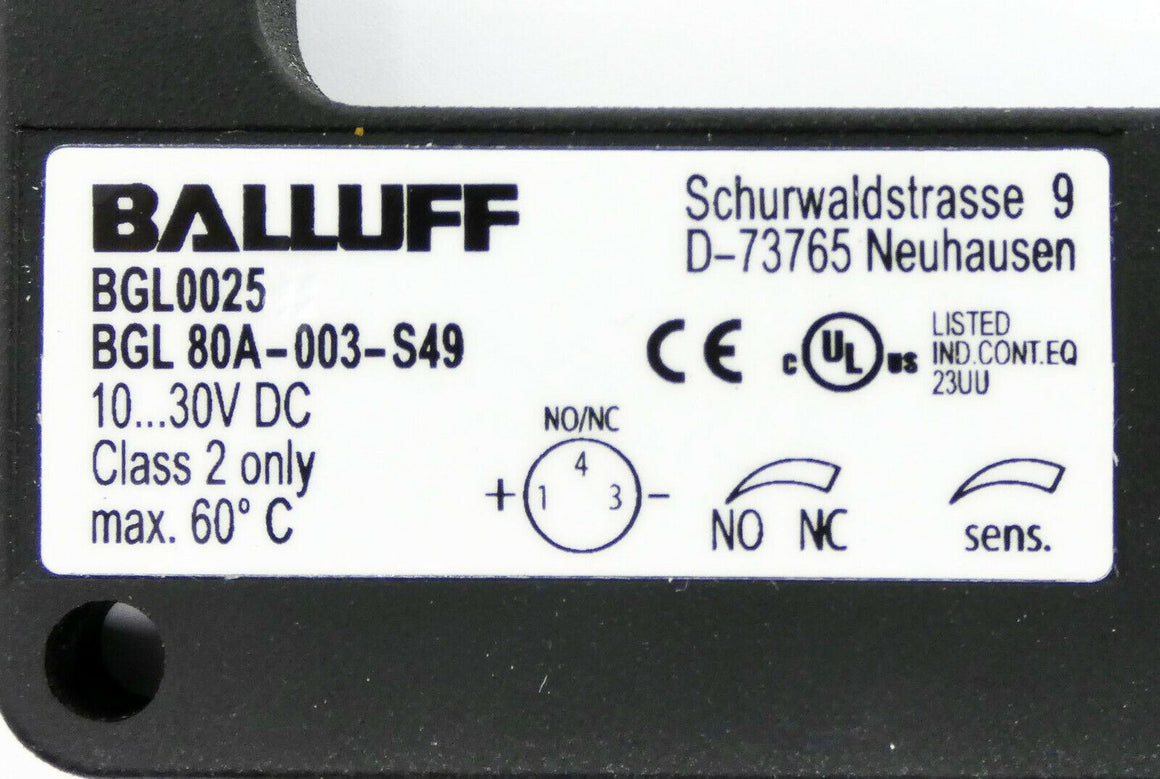 BALLUFF
BGL0025
BGL 80A-003-S49
10...30V DC
Class 2 only
max. 60° C
Schurwaldstrasse 9
D-73765 Neuhausen
CE
c UL us
LISTED
IND.CONT.EQ
23UU
NO/NC
4
+ 1 3 -
NO NC
sens.